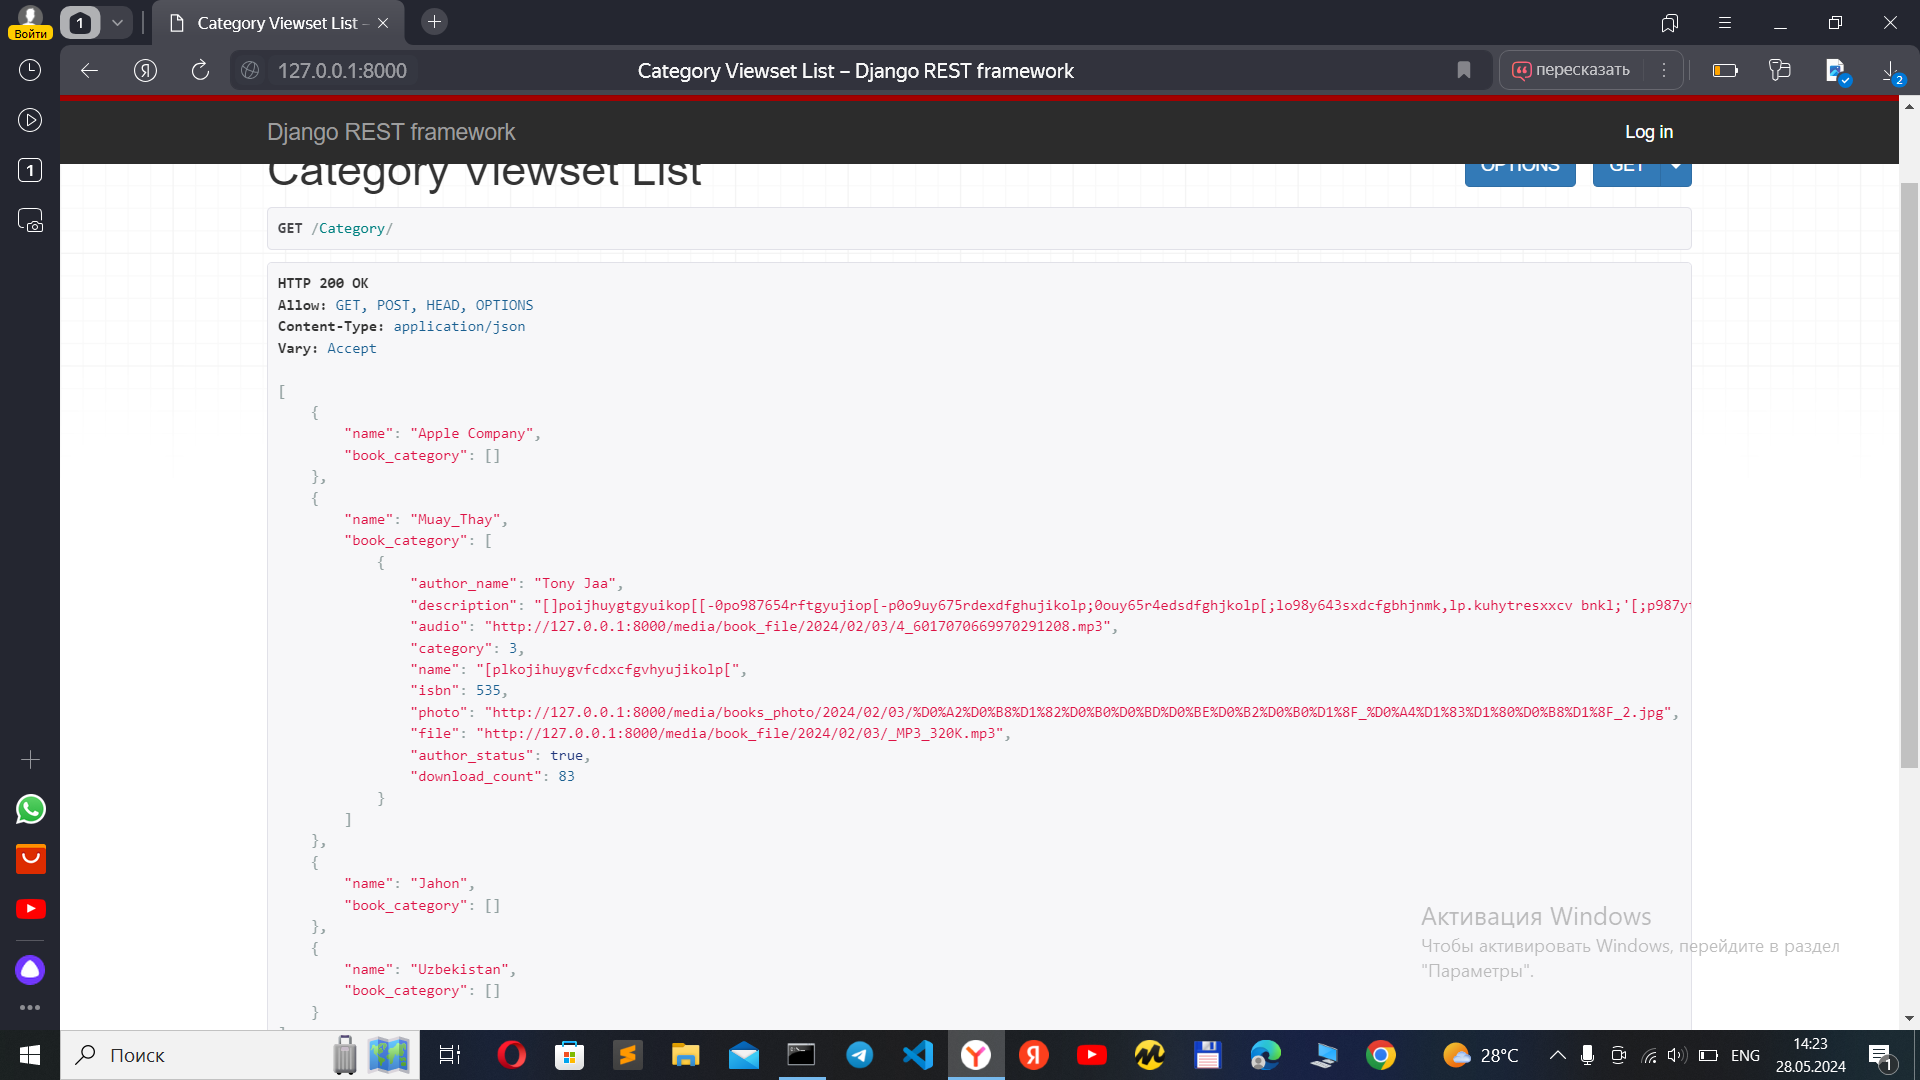 1
Category Viewset List –
Войти
127.0.0.1:8000
Category Viewset List – Django REST framework
пересказать
2
1
Django REST framework
Log in
Category Viewset List
OPTIONS
GET
GET /Category/
HTTP 200 OK
Allow: GET, POST, HEAD, OPTIONS
Content-Type: application/json
Vary: Accept
[
{
"name": "Apple Company",
"book_category": []
},
{
"name": "Muay_Thay",
"book_category": [
{
"author_name": "Tony Jaa",
"description": "[]poijhuygtgyuikop[[-0po987654rftgyujiop[-p0o9uy675rdexdfghujikolp;0ouy65r4edsdfghjkolp[;lo98y643sxdcfgbhjnmk,lp.kuhytresxxcv bnkl;'[;p987y
"audio": "http://127.0.0.1:8000/media/book_file/2024/02/03/4_6017070669970291208.mp3",
"category": 3,
"name": "[plkojihuygvfcdxcfgvhyujikolp[",
"isbn": 535,
"photo": "http://127.0.0.1:8000/media/books_photo/2024/02/03/%D0%A2%D0%B8%D1%82%D0%B0%D0%BD%D0%BE%D0%B2%D0%B0%D1%8F_%D0%A4%D1%83%D1%80%D0%B8%D1%8F_2.jpg",
"file": "http://127.0.0.1:8000/media/book_file/2024/02/03/_MP3_320K.mp3",
"author_status": true,
"download_count": 83
}
]
},
{
"name": "Jahon",
"book_category": []
},
{
"name": "Uzbekistan",
"book_category": []
}
Активация Windows
Чтобы активировать Windows, перейдите в раздел
"Параметры".
Поиск
28°C
ENG
14:23
28.05.2024
1